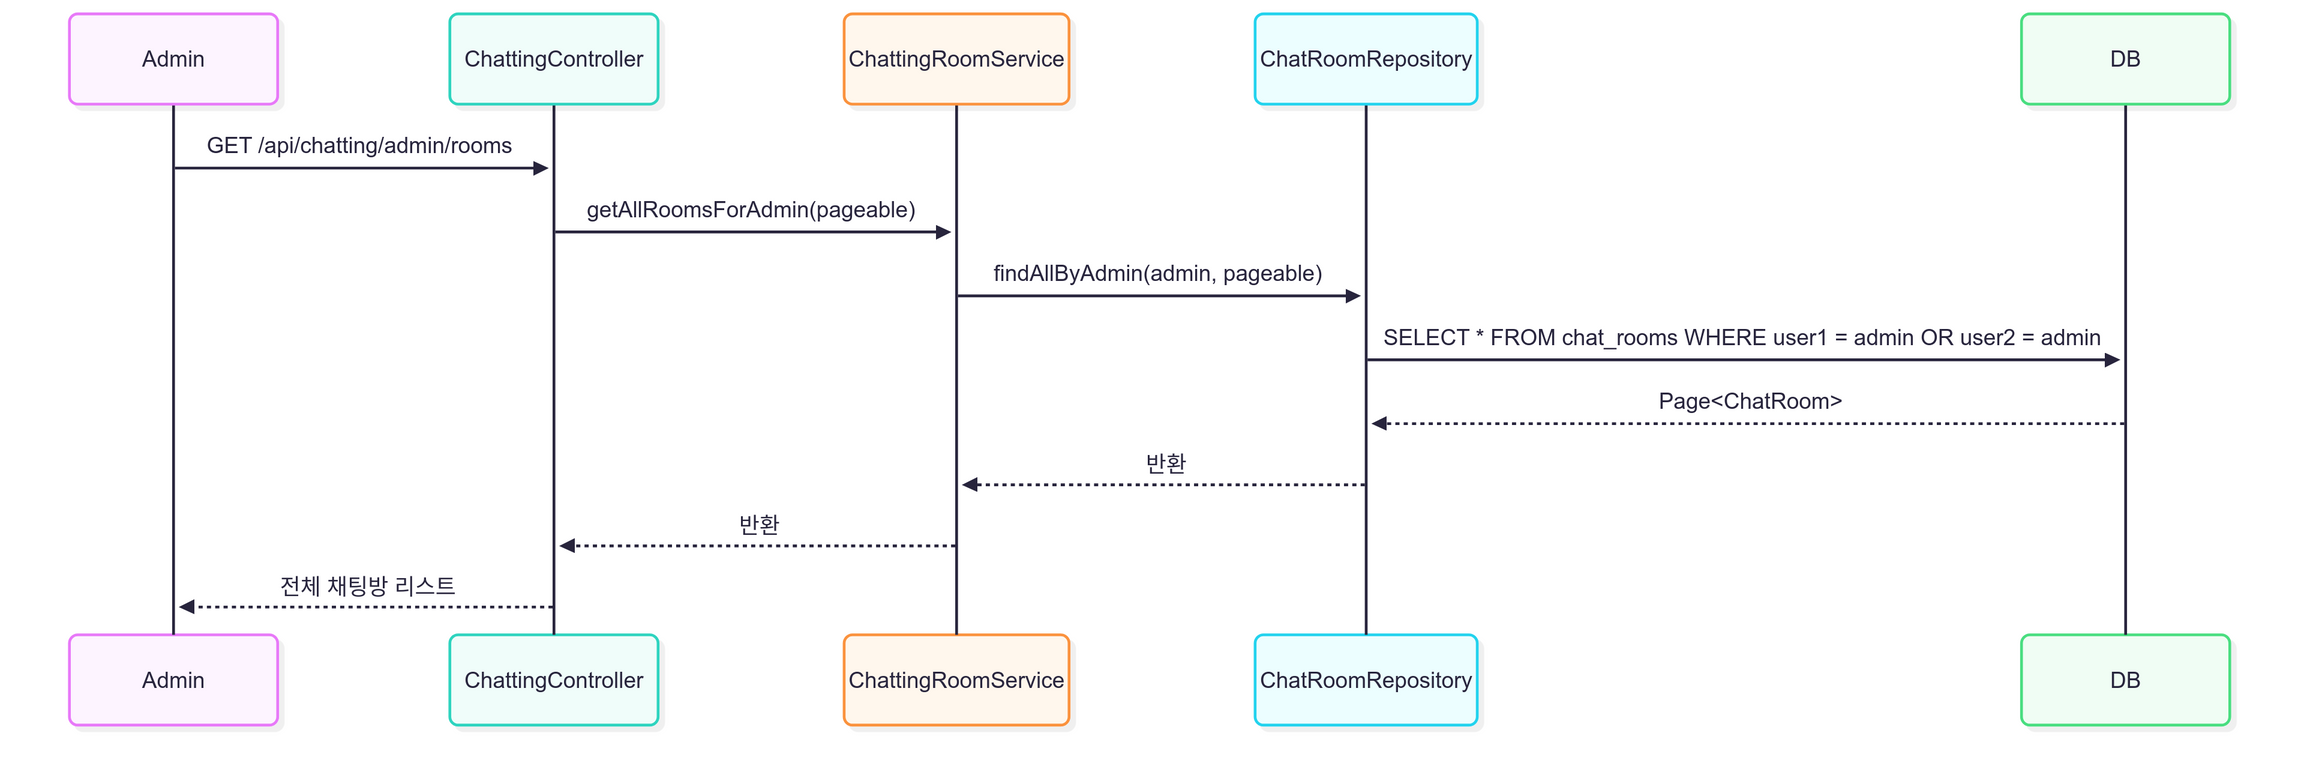 Admin
ChattingController
ChattingRoomService
ChatRoomRepository
DB
GET /api/chatting/admin/rooms
getAllRoomsForAdmin(pageable)
findAllByAdmin(admin, pageable)
SELECT * FROM chat_rooms WHERE user1 = admin OR user2 = admin
Page<ChatRoom>
반환
반환
전체 채팅방 리스트
Admin
ChattingController
ChattingRoomService
ChatRoomRepository
DB